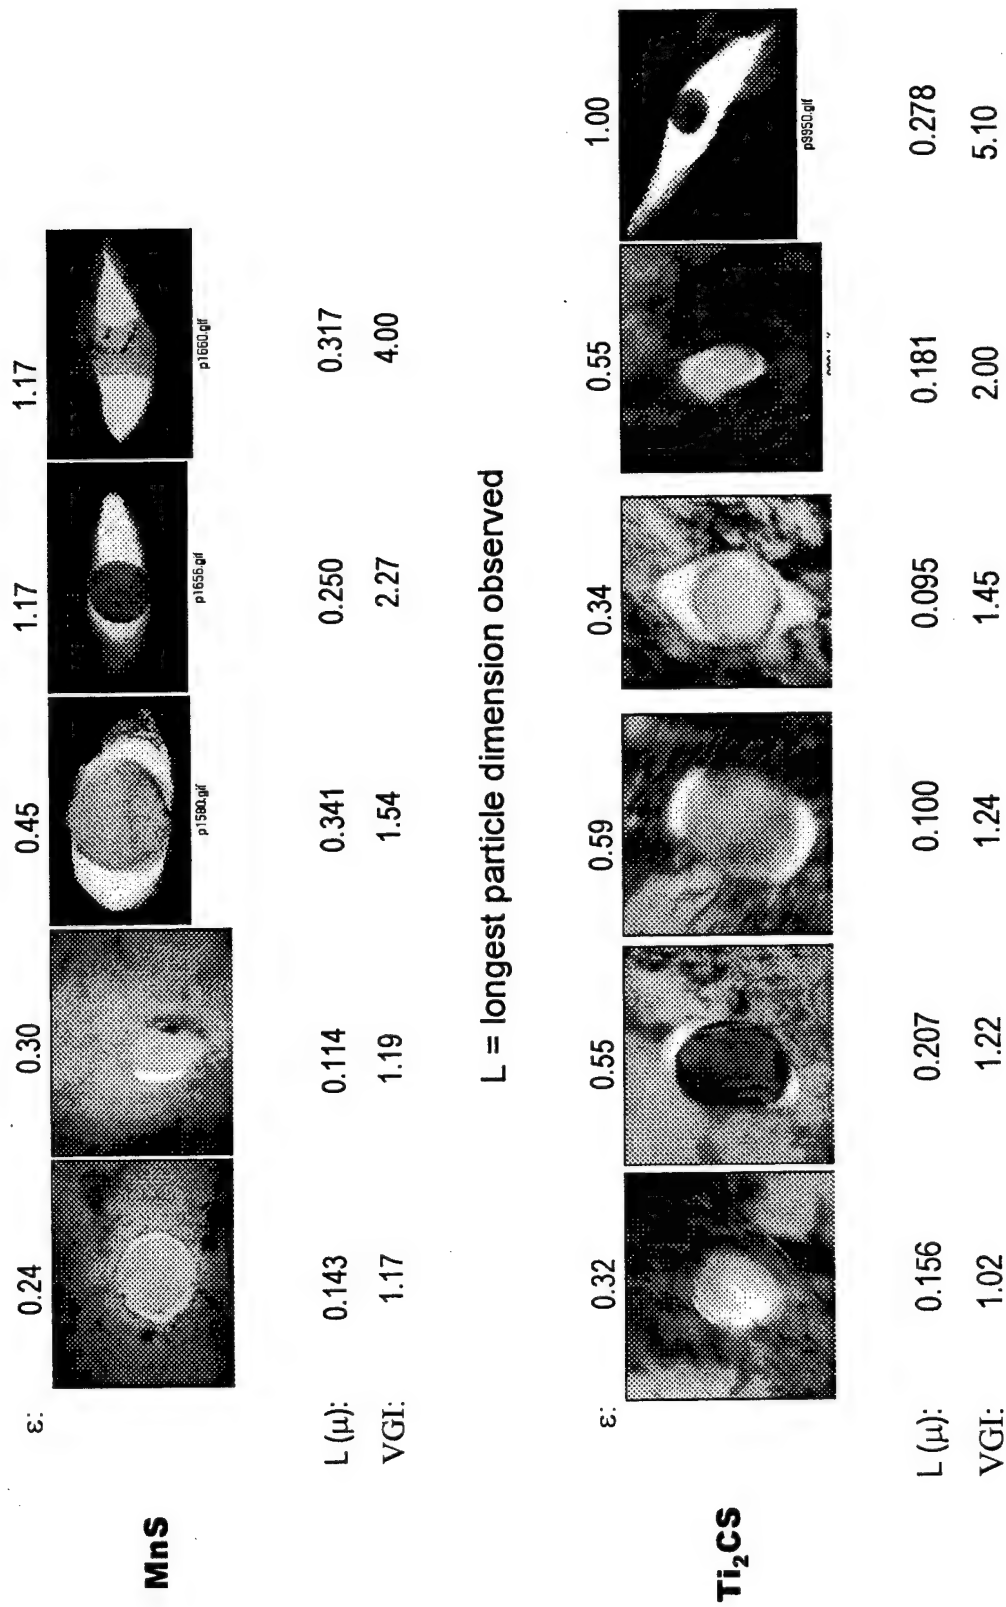 MnS
ε: 0.24 0.30 0.45 1.17 1.17
p1580.gif p1656.gif p1660.gif
L (μ): 0.143 0.114 0.341 0.250 0.317
VGI: 1.17 1.19 1.54 2.27 4.00
L = longest particle dimension observed
Ti₂CS
ε: 0.32 0.55 0.59 0.34 0.55 1.00
p9950.gif
L (μ): 0.156 0.207 0.100 0.095 0.181 0.278
VGI: 1.02 1.22 1.24 1.45 2.00 5.10